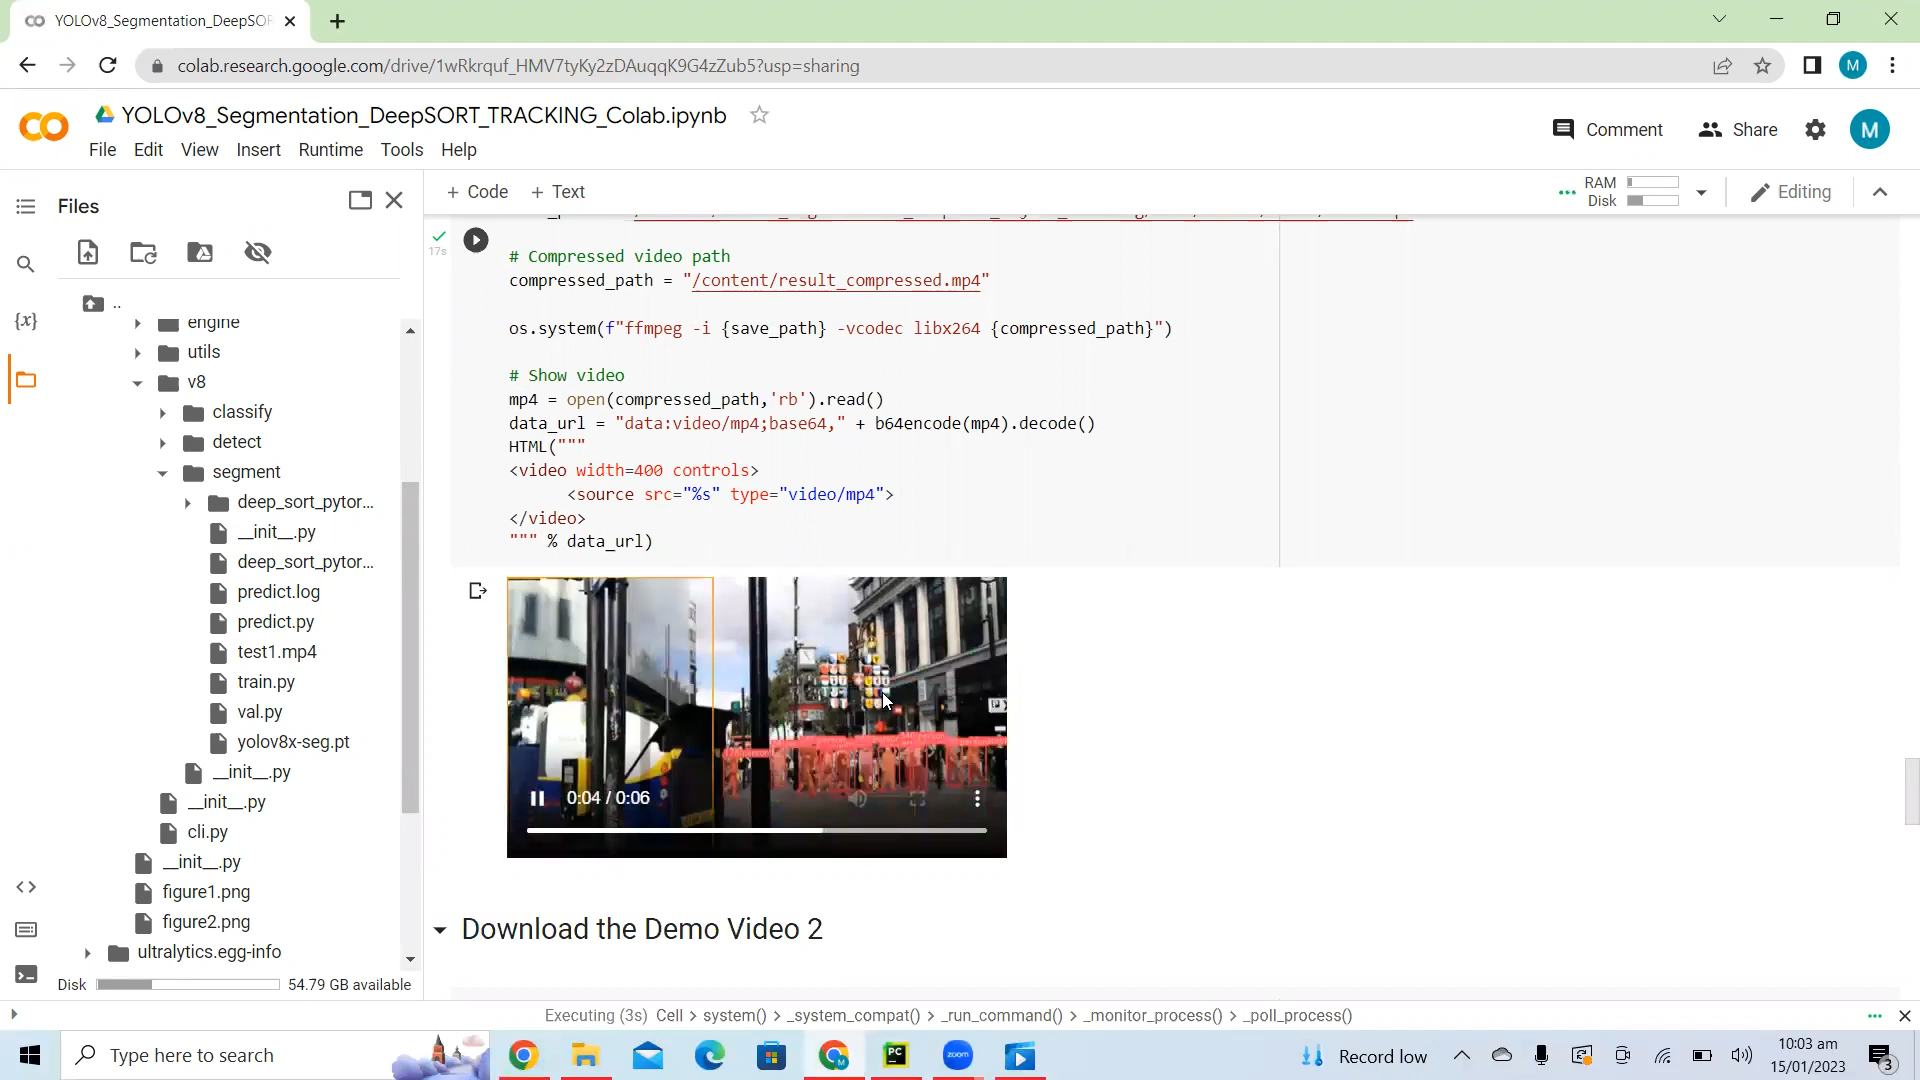 YOLOv8_Segmentation_DeepSOR
colab.research.google.com/drive/1wRkrquf_HMV7tyKy2zDAuqqK9G4zZub5?usp=sharing
M
YOLOv8_Segmentation_DeepSORT_TRACKING_Colab.ipynb
File Edit View Insert Runtime Tools Help
Comment Share M
Files
+ Code + Text
RAM
Disk
Editing
17s
# Compressed video path
compressed_path = "/content/result_compressed.mp4"
os.system(f"ffmpeg -i {save_path} -vcodec libx264 {compressed_path}")
# Show video
mp4 = open(compressed_path,'rb').read()
data_url = "data:video/mp4;base64," + b64encode(mp4).decode()
HTML("""
<video width=400 controls>
<source src="%s" type="video/mp4">
</video>
""" % data_url)
..
engine
utils
v8
classify
detect
segment
deep_sort_pytor...
__init__.py
deep_sort_pytor...
predict.log
predict.py
test1.mp4
train.py
val.py
yolov8x-seg.pt
__init__.py
__init__.py
cli.py
__init__.py
figure1.png
figure2.png
ultralytics.egg-info
Disk 54.79 GB available
0:04 / 0:06
Download the Demo Video 2
Executing (3s) Cell > system() > _system_compat() > _run_command() > _monitor_process() > _poll_process()
Type here to search
PC
zoom
M
Record low
10:03 am
15/01/2023
3